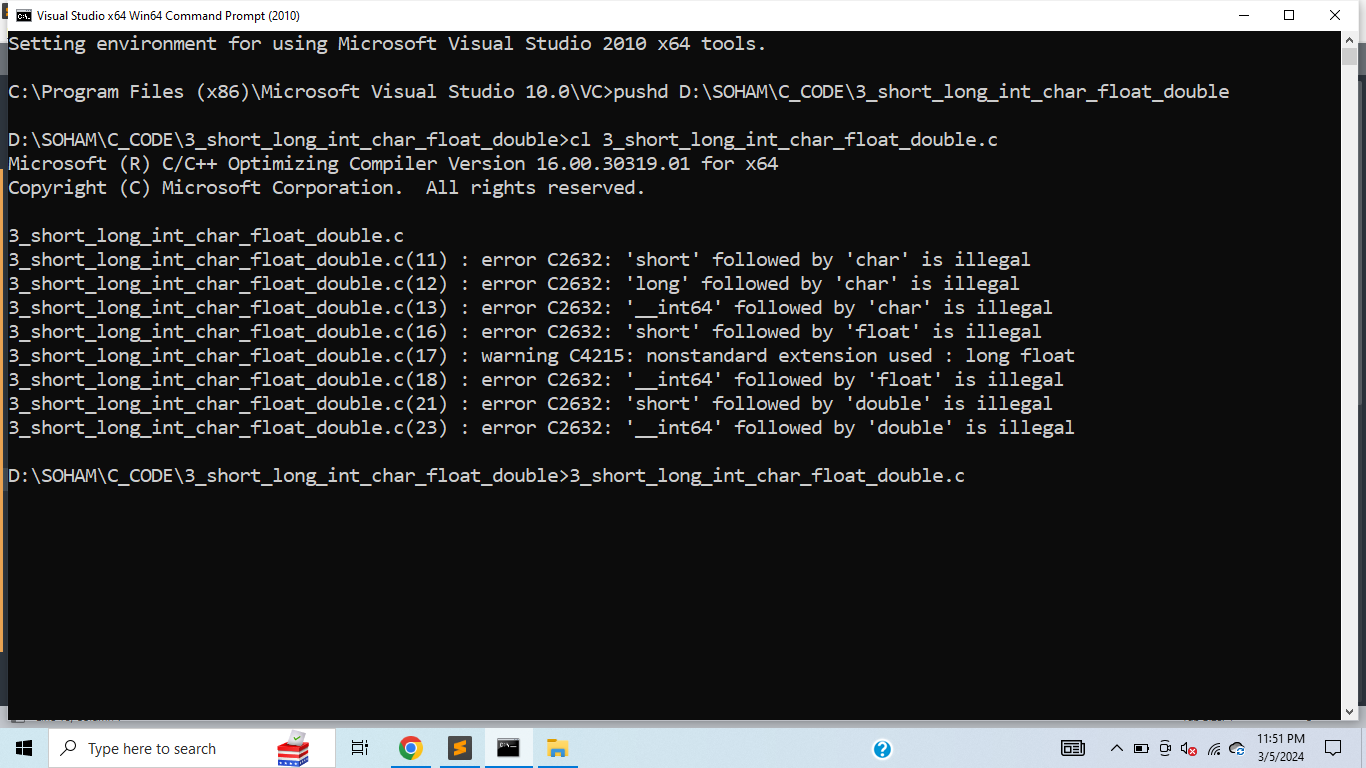 Visual Studio x64 Win64 Command Prompt (2010)
Setting environment for using Microsoft Visual Studio 2010 x64 tools.
C:\Program Files (x86)\Microsoft Visual Studio 10.0\VC>pushd D:\SOHAM\C_CODE\3_short_long_int_char_float_double
D:\SOHAM\C_CODE\3_short_long_int_char_float_double>cl 3_short_long_int_char_float_double.c
Microsoft (R) C/C++ Optimizing Compiler Version 16.00.30319.01 for x64
Copyright (C) Microsoft Corporation.  All rights reserved.
3_short_long_int_char_float_double.c
3_short_long_int_char_float_double.c(11) : error C2632: 'short' followed by 'char' is illegal
3_short_long_int_char_float_double.c(12) : error C2632: 'long' followed by 'char' is illegal
3_short_long_int_char_float_double.c(13) : error C2632: '__int64' followed by 'char' is illegal
3_short_long_int_char_float_double.c(16) : error C2632: 'short' followed by 'float' is illegal
3_short_long_int_char_float_double.c(17) : warning C4215: nonstandard extension used : long float
3_short_long_int_char_float_double.c(18) : error C2632: '__int64' followed by 'float' is illegal
3_short_long_int_char_float_double.c(21) : error C2632: 'short' followed by 'double' is illegal
3_short_long_int_char_float_double.c(23) : error C2632: '__int64' followed by 'double' is illegal
D:\SOHAM\C_CODE\3_short_long_int_char_float_double>3_short_long_int_char_float_double.c
Type here to search
11:51 PM
3/5/2024